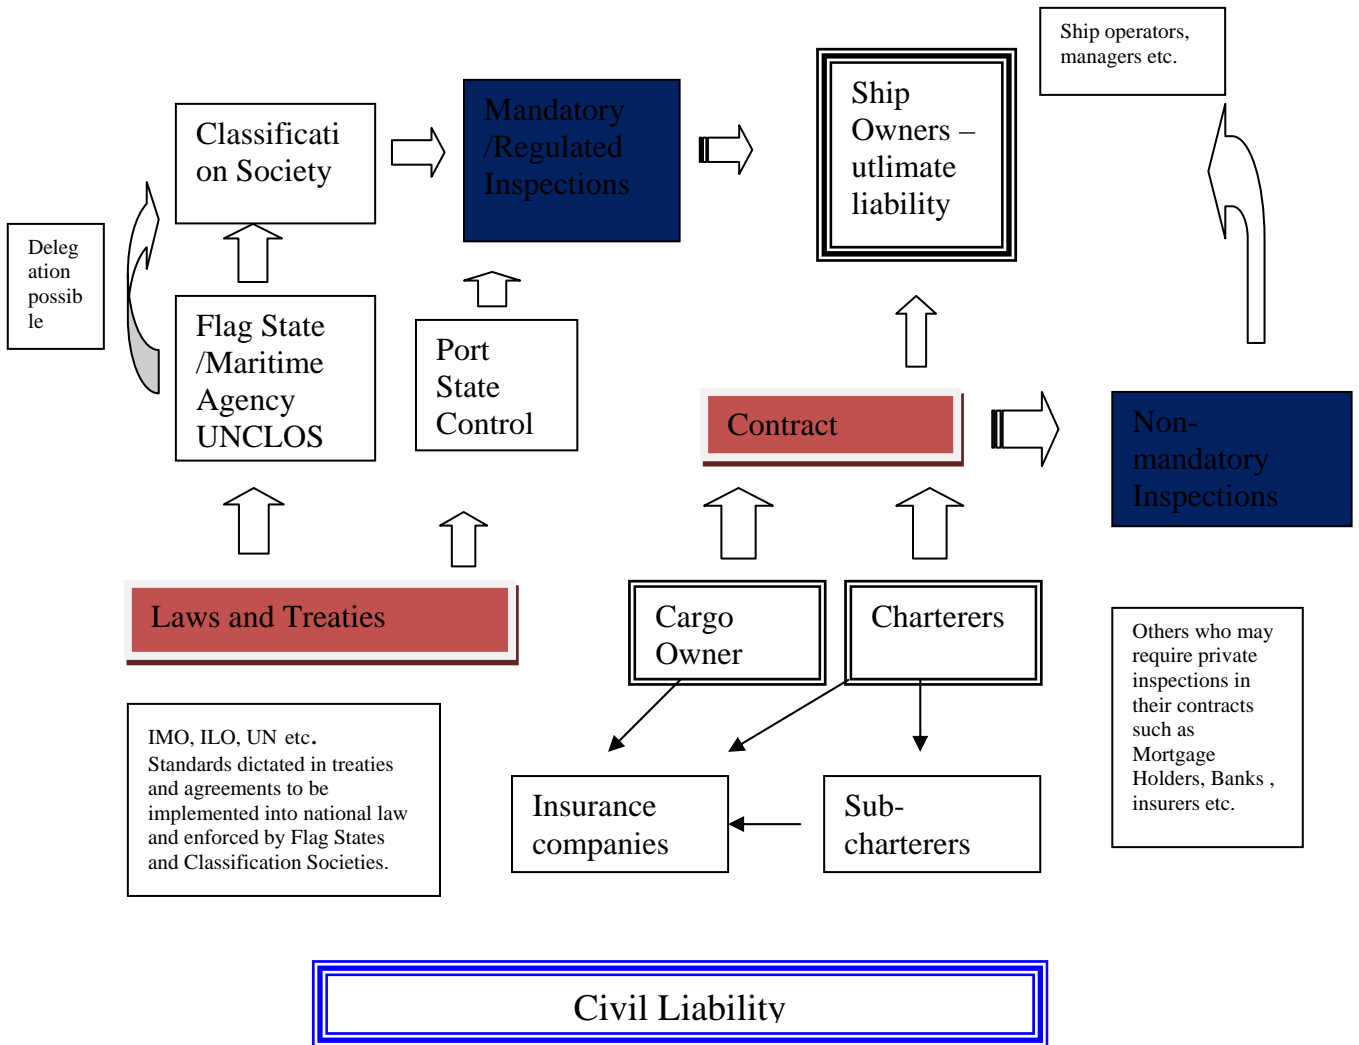 Ship operators,
managers etc.
Classificati
on Society
Mandatory
/Regulated
Inspections
Ship
Owners –
utlimate
liability
Deleg
ation
possib
le
Flag State
/Maritime
Agency
UNCLOS
Port
State
Control
Contract
Non-
mandatory
Inspections
Laws and Treaties
Cargo
Owner
Charterers
IMO, ILO, UN etc.
Standards dictated in treaties
and agreements to be
implemented into national law
and enforced by Flag States
and Classification Societies.
Insurance
companies
Sub-
charterers
Others who may
require private
inspections in
their contracts
such as
Mortgage
Holders, Banks ,
insurers etc.
Civil Liability